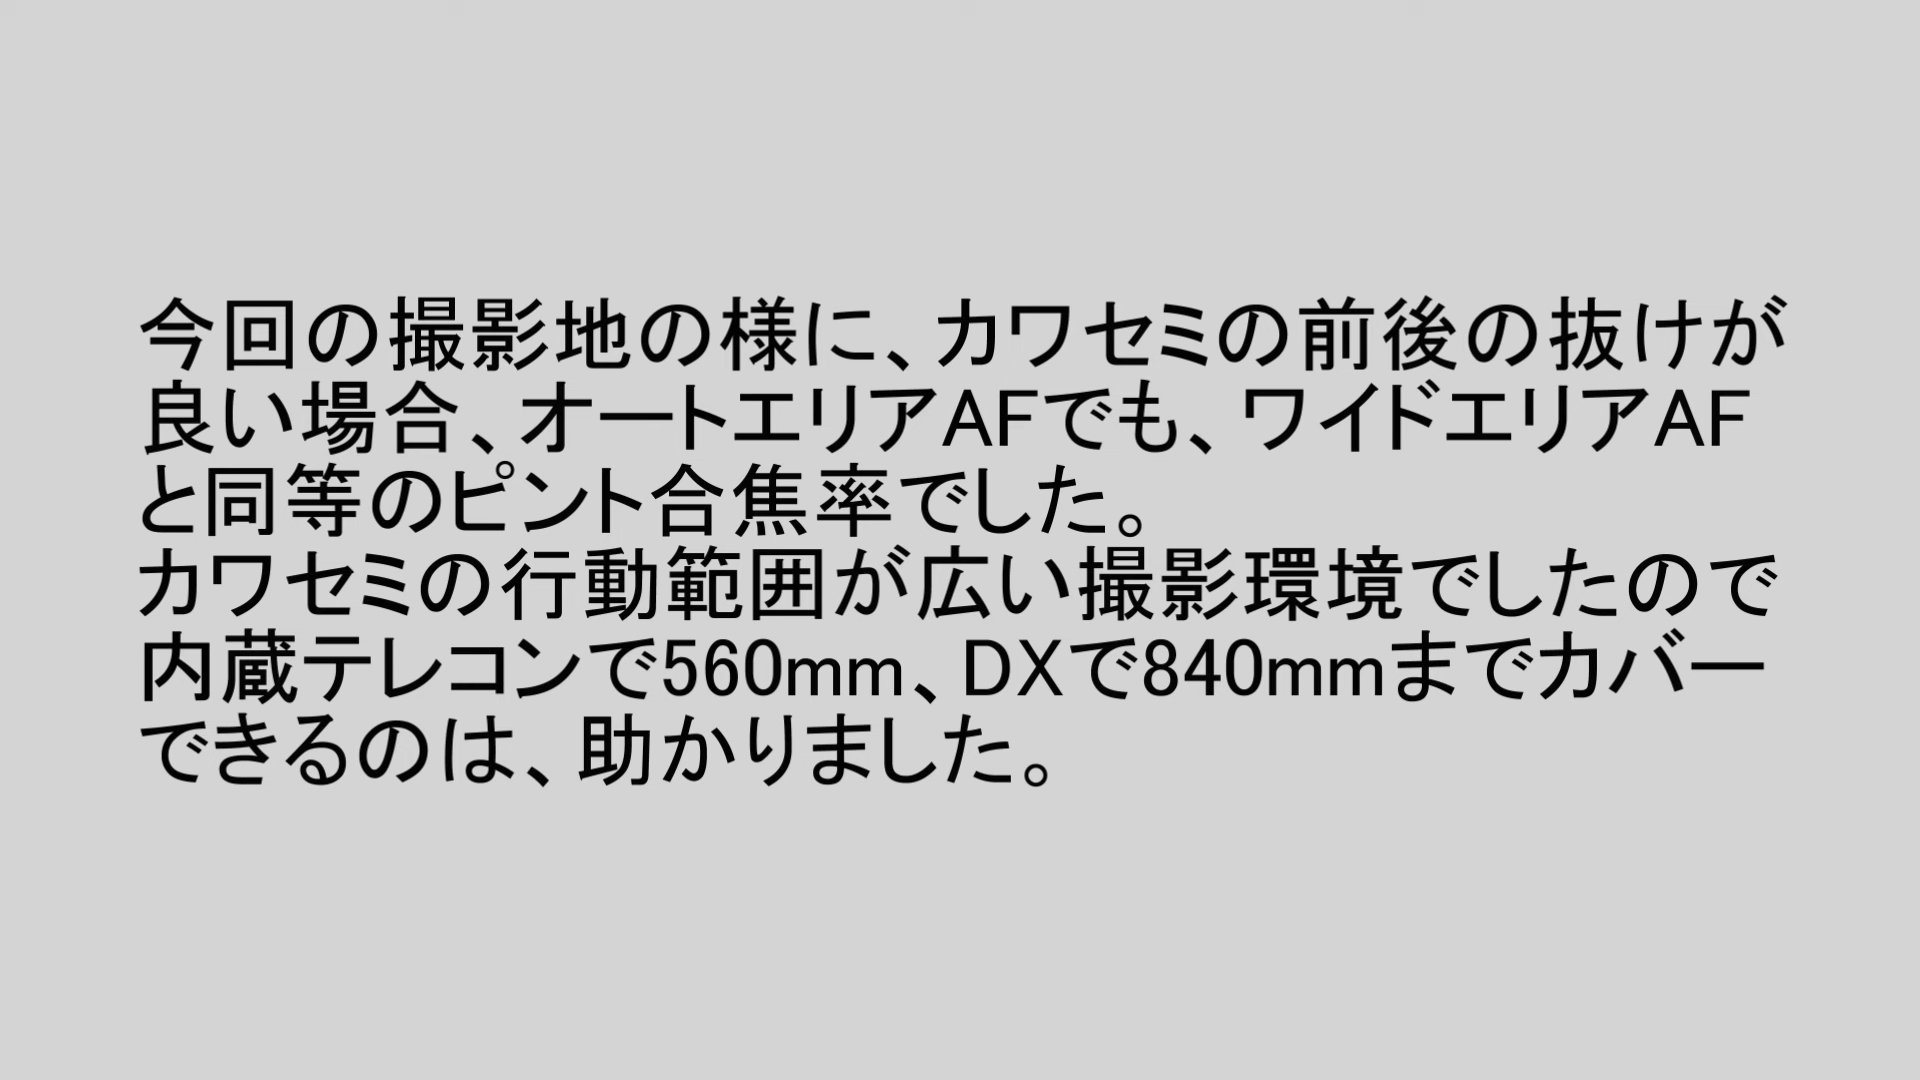 今回の撮影地の様に、カワセミの前後の抜けが
良い場合、オートエリアAFでも、ワイドエリアAF
と同等のピント合焦率でした。
カワセミの行動範囲が広い撮影環境でしたので
内蔵テレコンで560mm、DXで840mmまでカバー
できるのは、助かりました。